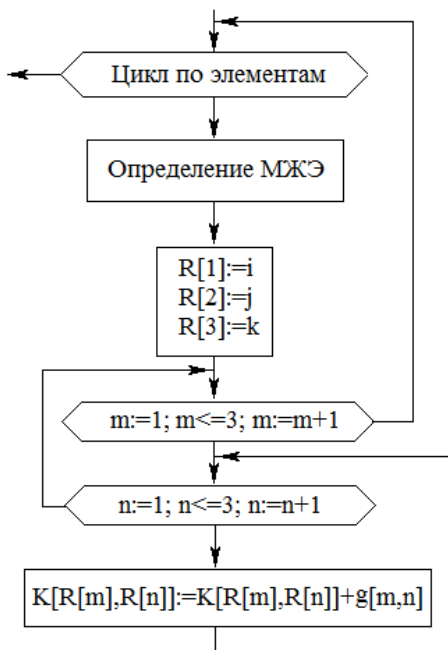 Цикл по элементам
Определение МЖЭ
R[1]:=i
R[2]:=j
R[3]:=k
m:=1; m<=3; m:=m+1
n:=1; n<=3; n:=n+1
K[R[m],R[n]]:=K[R[m],R[n]]+g[m,n]